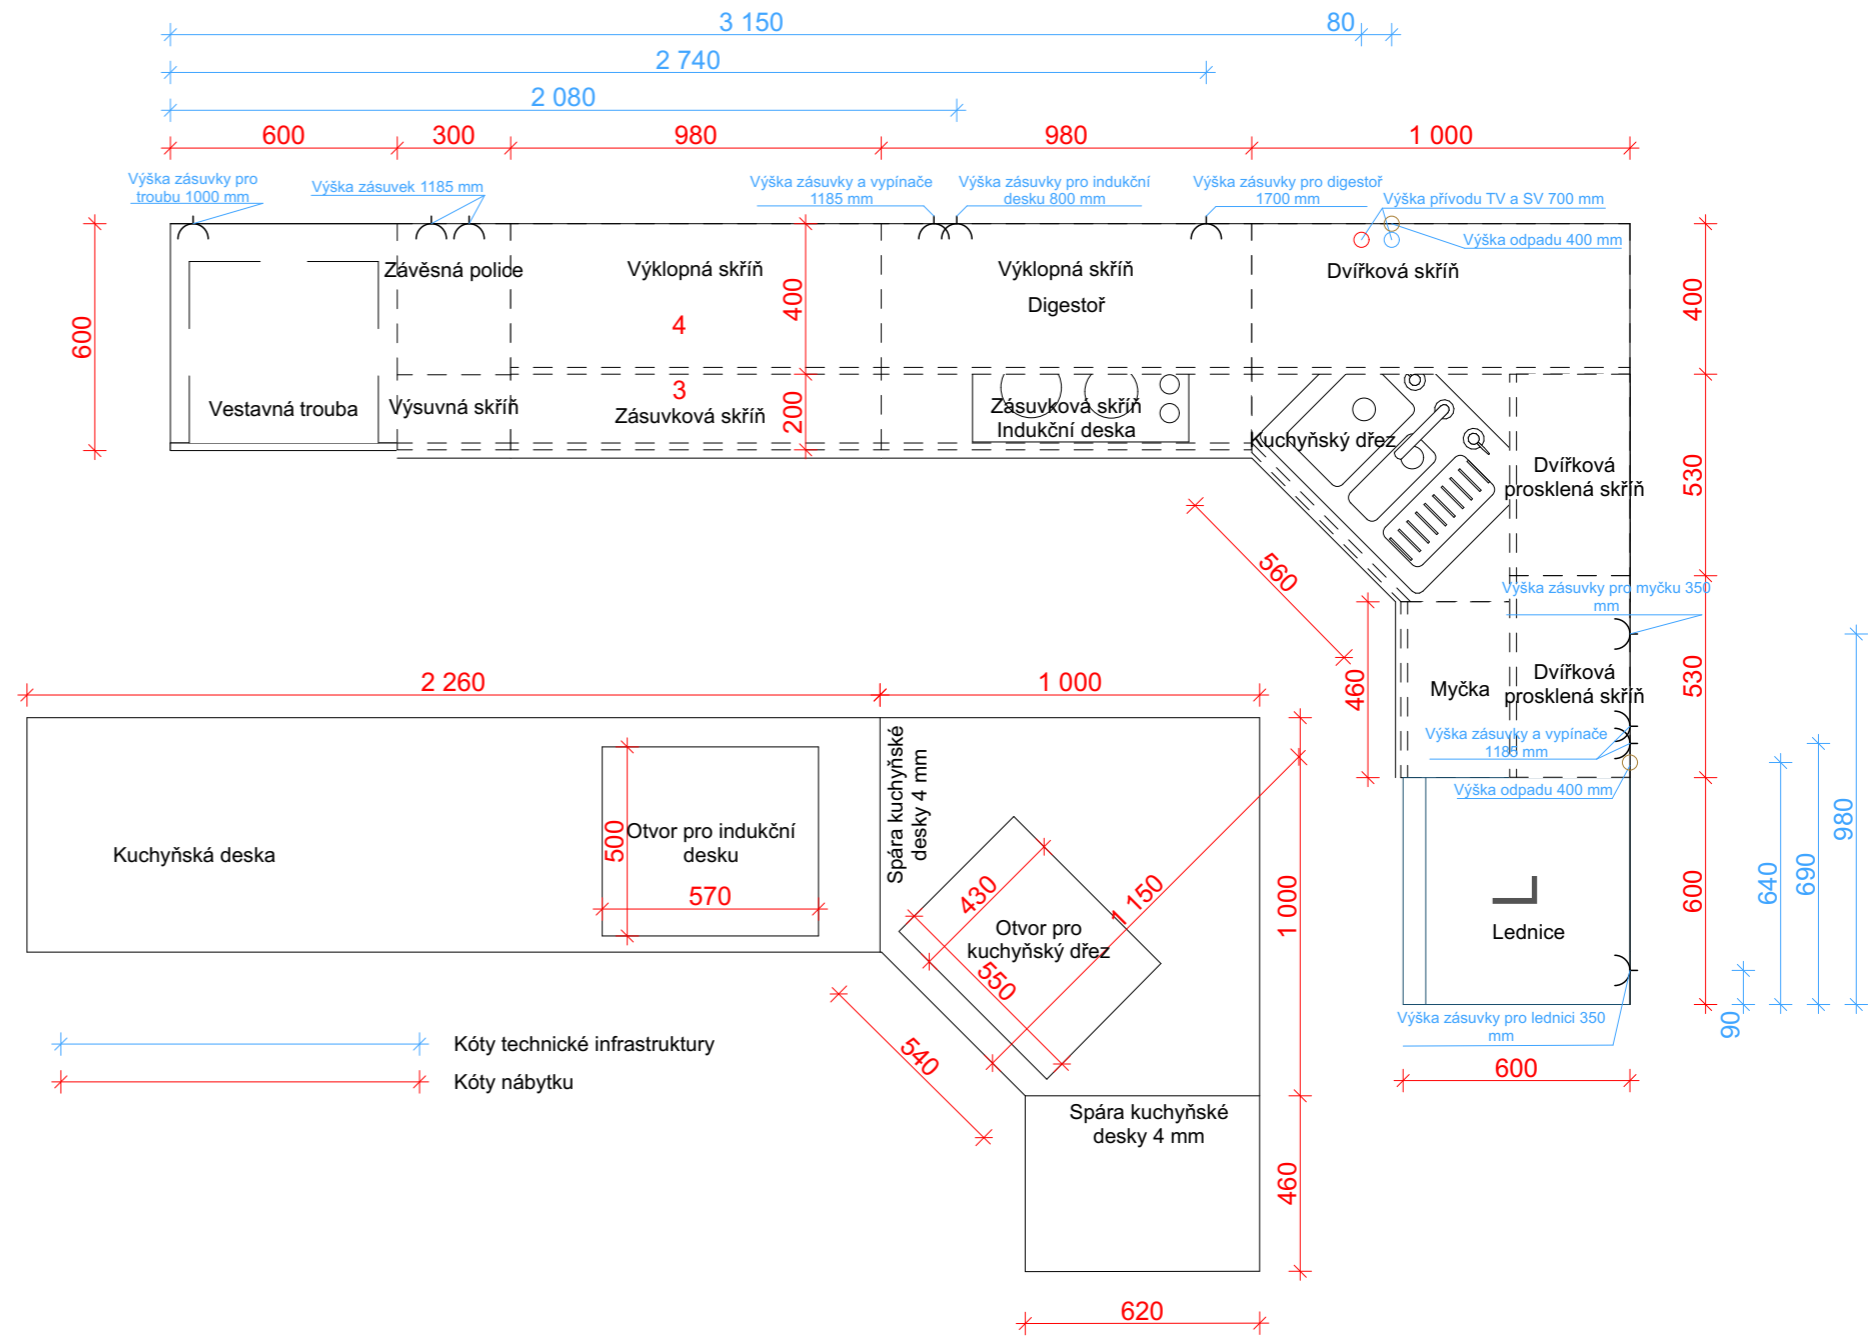 3 150
80
2 740
2 080
600
300
980
980
1 000
Výška zásuvky pro
troubu 1000 mm
Výška zásuvek 1185 mm
Výška zásuvky a vypínače
1185 mm
Výška zásuvky pro indukční
desku 800 mm
Výška zásuvky pro digestoř
1700 mm
Výška přívodu TV a SV 700 mm
Výška odpadu 400 mm
Závěsná police
Výklopná skříň
Výklopná skříň
Digestoř
Dvířková skříň
600
4
400
400
3
200
Vestavná trouba
Výsuvná skříň
Zásuvková skříň
Zásuvková skříň
Indukční deska
Kuchyňský dřez
Dvířková
prosklená skříň
530
560
Výška zásuvky pro myčku 350
mm
460
Myčka
Dvířková
prosklená skříň
530
Výška zásuvky a vypínače
1185 mm
Výška odpadu 400 mm
Lednice
600
640
690
980
90
Výška zásuvky pro lednici 350
mm
600
2 260
1 000
Kuchyňská deska
500
Otvor pro indukční
desku
570
Spára kuchyňské
desky 4 mm
430
1 150
Otvor pro
kuchyňský dřez
550
1 000
540
Spára kuchyňské
desky 4 mm
460
620
Kóty technické infrastruktury
Kóty nábytku